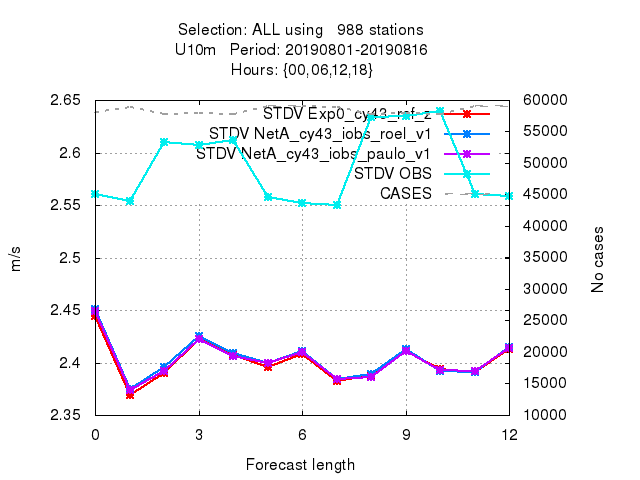 Selection: ALL using   988 stations
U10m   Period: 20190801-20190816
Hours: {00,06,12,18}
STDV Exp0_cy43_ref_z
STDV NetA_cy43_iobs_roel_v1
STDV NetA_cy43_iobs_paulo_v1
STDV OBS
CASES
2.65
2.6
2.55
2.5
2.45
2.4
2.35
m/s
60000
55000
50000
45000
40000
35000
30000
25000
20000
15000
10000
No cases
0
3
6
9
12
Forecast length